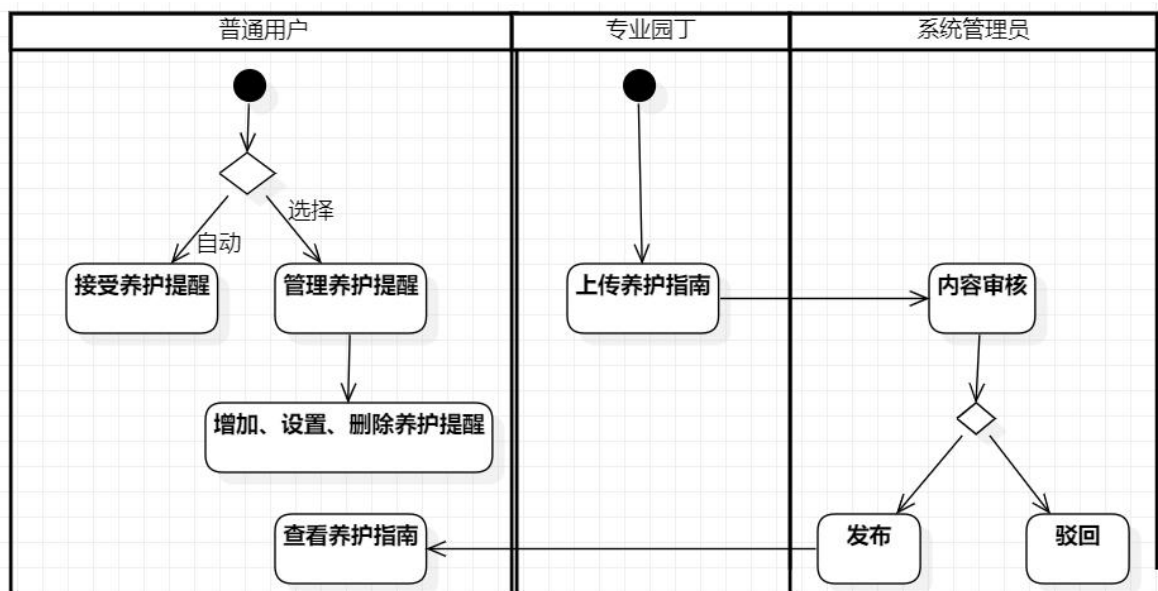 普通用户
专业园丁
系统管理员
选择
自动
接受养护提醒
管理养护提醒
上传养护指南
内容审核
增加、设置、删除养护提醒
查看养护指南
发布
驳回